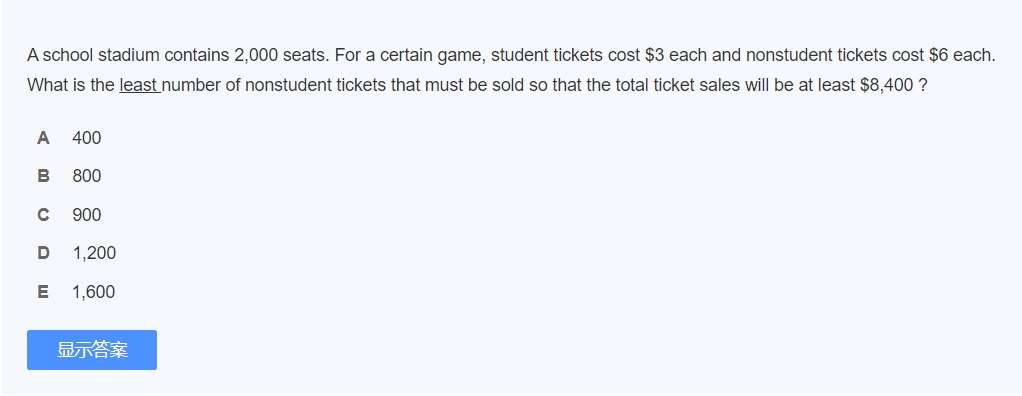 A school stadium contains 2,000 seats. For a certain game, student tickets cost $3 each and nonstudent tickets cost $6 each.
What is the least number of nonstudent tickets that must be sold so that the total ticket sales will be at least $8,400 ?
A 400
B 800
C 900
D 1,200
E 1,600
显示答案